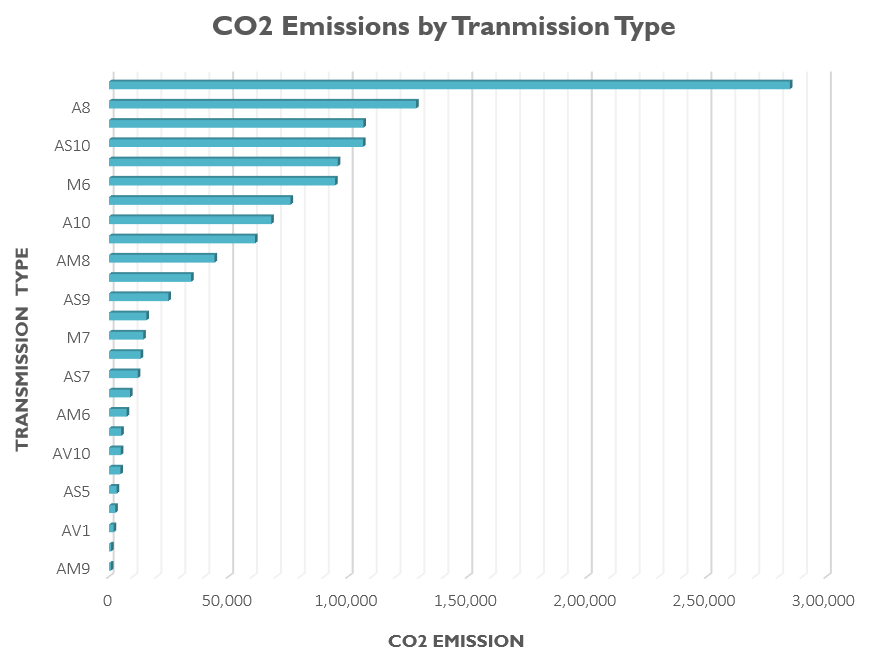 CO2 Emissions by Tranmission Type
TRANSMISSION TYPE
A8
AS10
M6
A10
AM8
AS9
M7
AS7
AM6
AV10
AS5
AV1
AM9
0
50,000
1,00,000
1,50,000
2,00,000
2,50,000
3,00,000
CO2 EMISSION